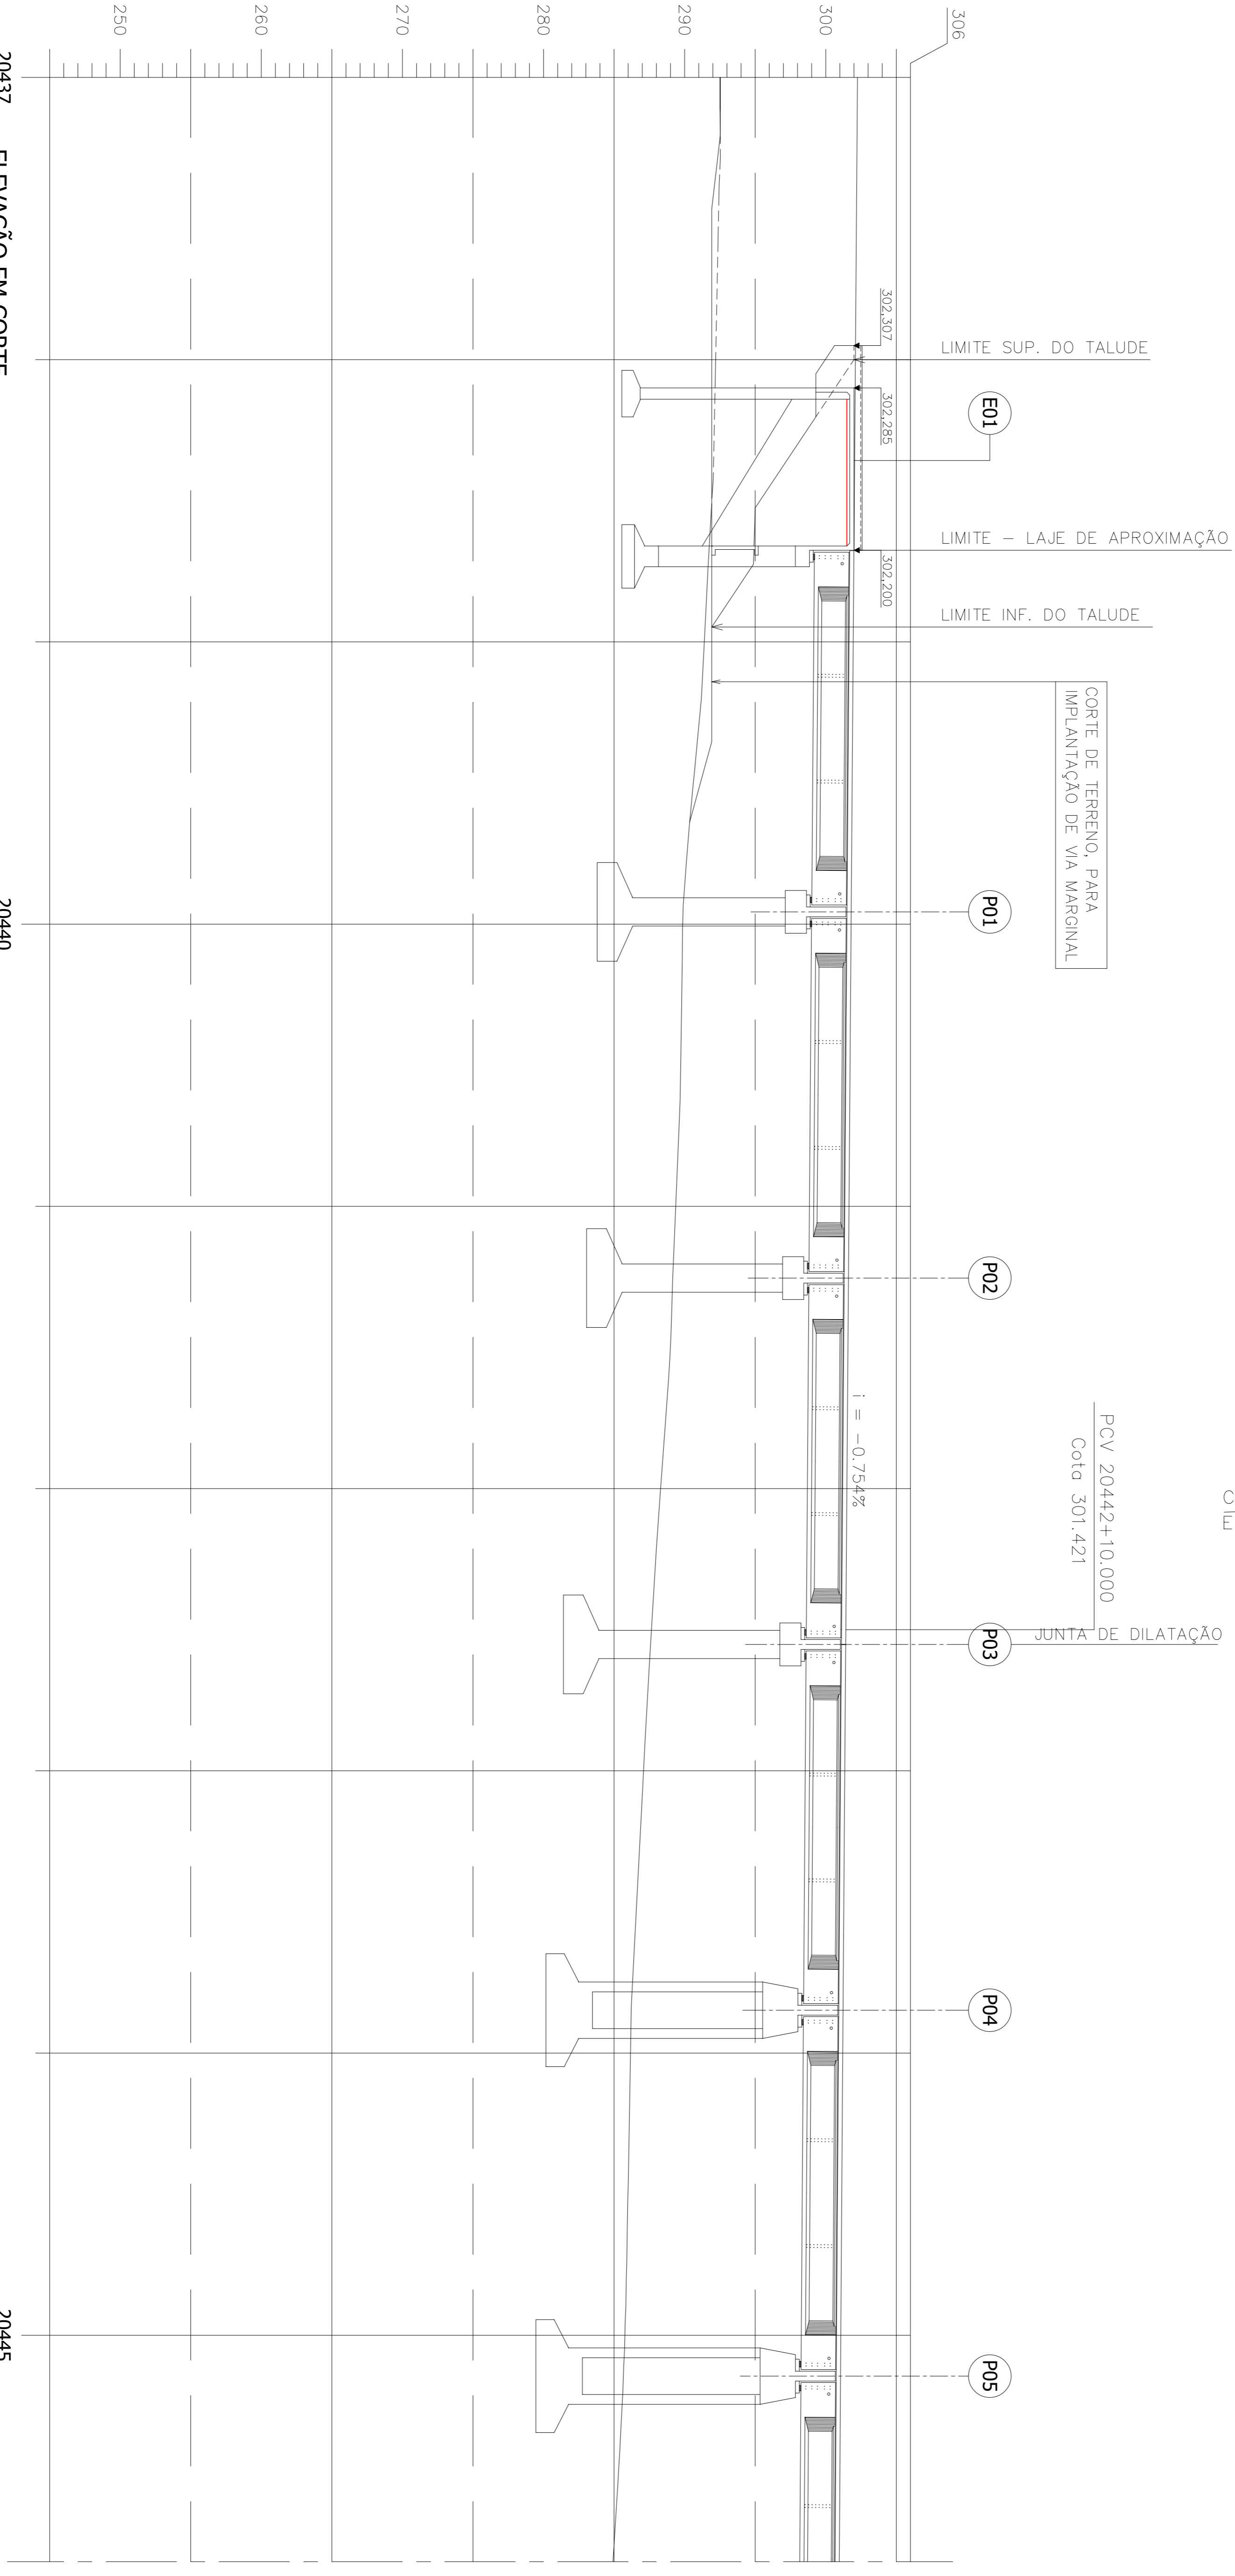 306
300
290
280
270
260
250
302,307
302,285
302,200
LIMITE SUP. DO TALUDE
E01
LIMITE – LAJE DE APROXIMAÇÃO
LIMITE INF. DO TALUDE
CORTE DE TERRENO, PARA
IMPLANTAÇÃO DE VIA MARGINAL
P01
P02
i = -0.754%
PCV 20442+10.000
Cota 301.421
P03
JUNTA DE DILATAÇÃO
P04
P05
20437
ELEVAÇÃO EM CORTE
20440
20445